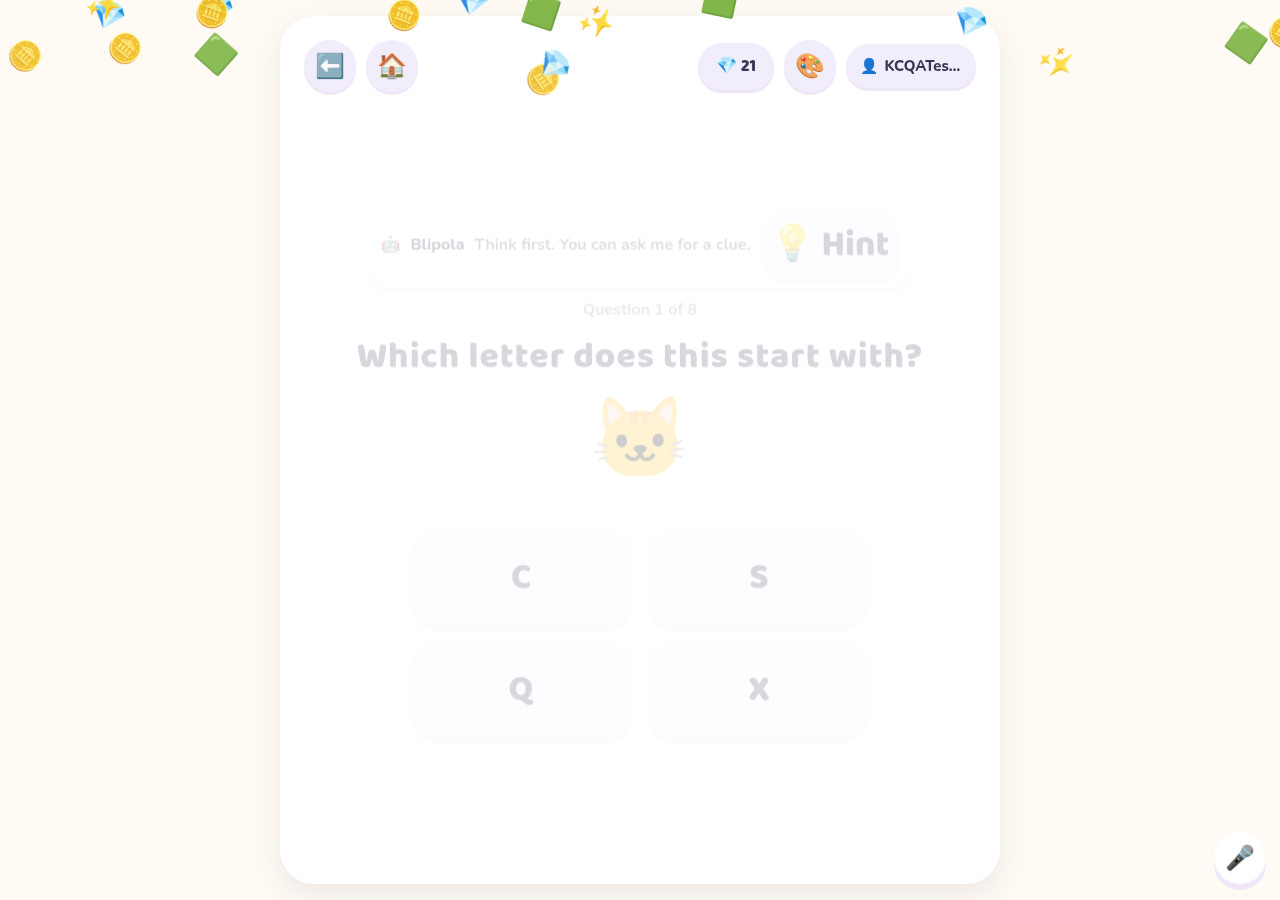 21
KCQATes...
Blipola Think first. You can ask me for a clue. Hint
Question 1 of 8
Which letter does this start with?
C S
Q X